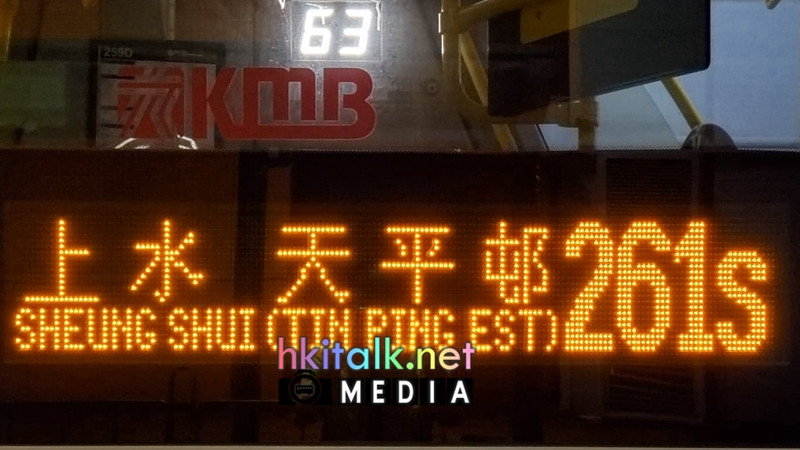 63
259D
KMB
上水 天平邨 261S
SHEUNG SHUI (TIN PING EST)
hkitalk.net
MEDIA